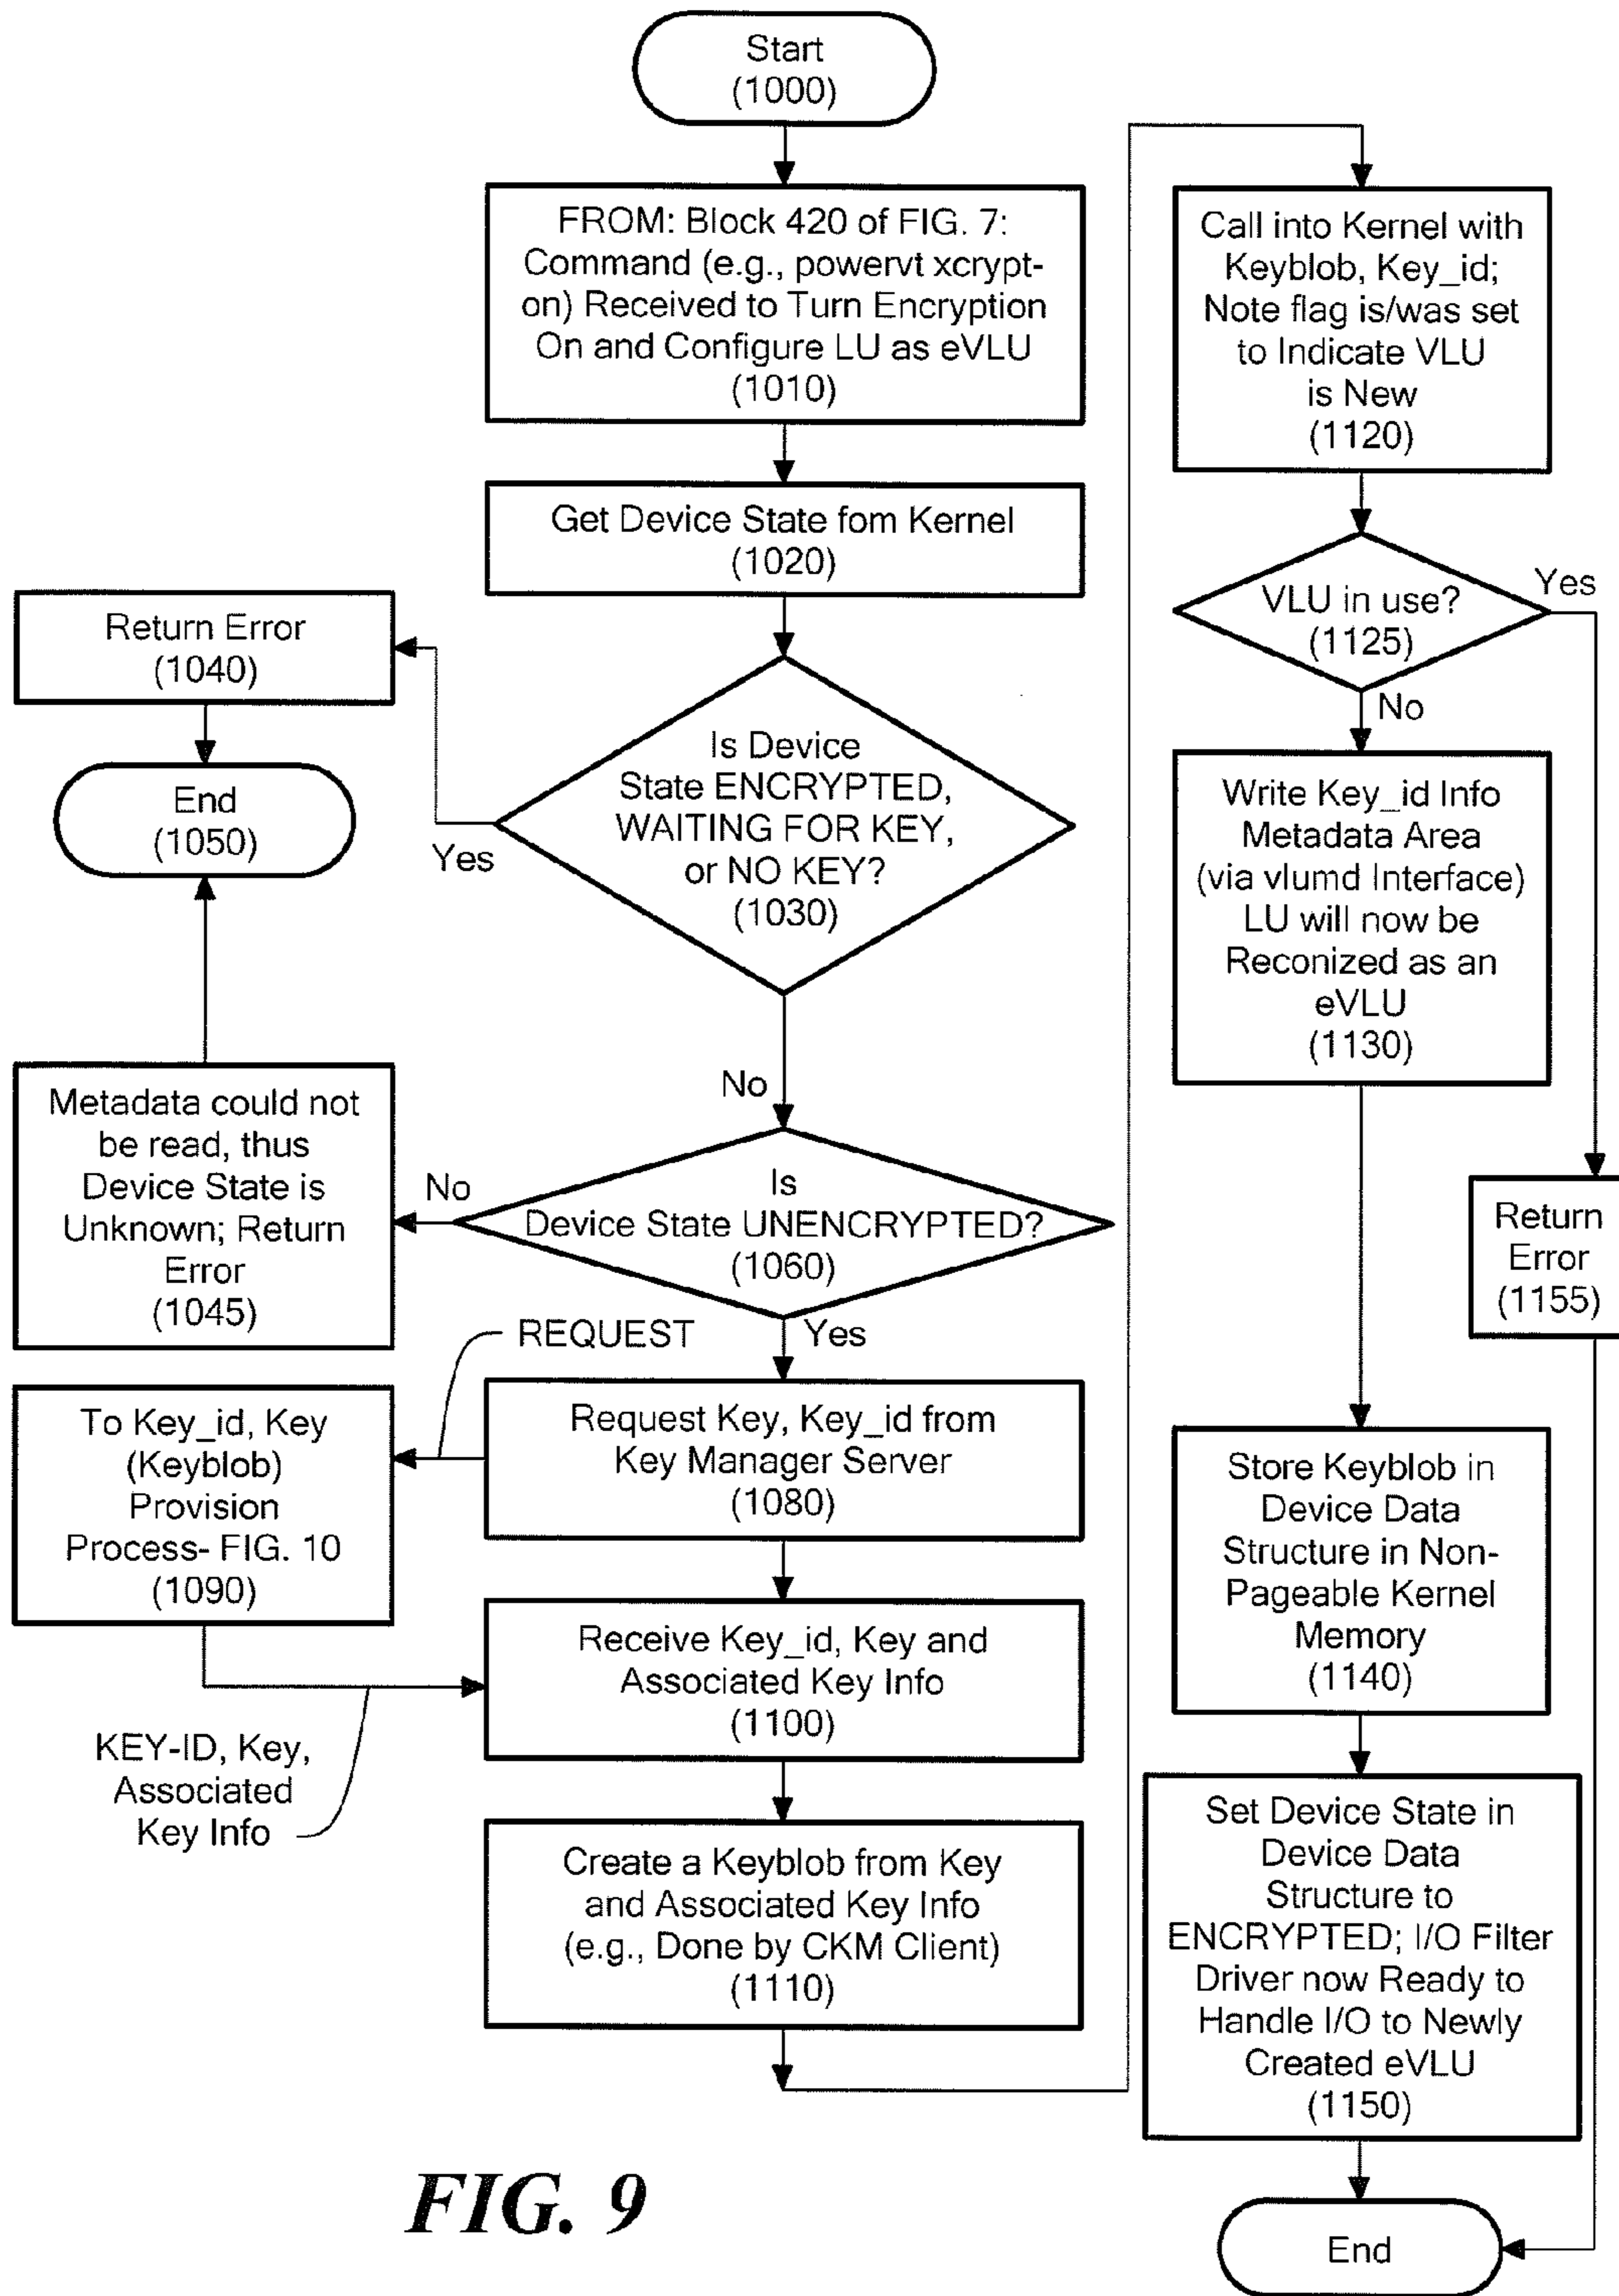 Start
(1000)
FROM: Block 420 of FIG. 7:
Command (e.g., powervt xcrypt-
on) Received to Turn Encryption
On and Configure LU as eVLU
(1010)
Get Device State fom Kernel
(1020)
Return Error
(1040)
End
(1050)
Is Device
State ENCRYPTED,
WAITING FOR KEY,
or NO KEY?
(1030)
Yes
No
Metadata could not
be read, thus
Device State is
Unknown; Return
Error
(1045)
No
Is
Device State UNENCRYPTED?
(1060)
Yes
REQUEST
To Key_id, Key
(Keyblob)
Provision
Process- FIG. 10
(1090)
Request Key, Key_id from
Key Manager Server
(1080)
Receive Key_id, Key and
Associated Key Info
(1100)
KEY-ID, Key,
Associated
Key Info
Create a Keyblob from Key
and Associated Key Info
(e.g., Done by CKM Client)
(1110)
Call into Kernel with
Keyblob, Key_id;
Note flag is/was set
to Indicate VLU
is New
(1120)
VLU in use?
(1125)
Yes
No
Write Key_id Info
Metadata Area
(via vlumd Interface)
LU will now be
Reconized as an
eVLU
(1130)
Return
Error
(1155)
Store Keyblob in
Device Data
Structure in Non-
Pageable Kernel
Memory
(1140)
Set Device State in
Device Data
Structure to
ENCRYPTED; I/O Filter
Driver now Ready to
Handle I/O to Newly
Created eVLU
(1150)
End
FIG. 9